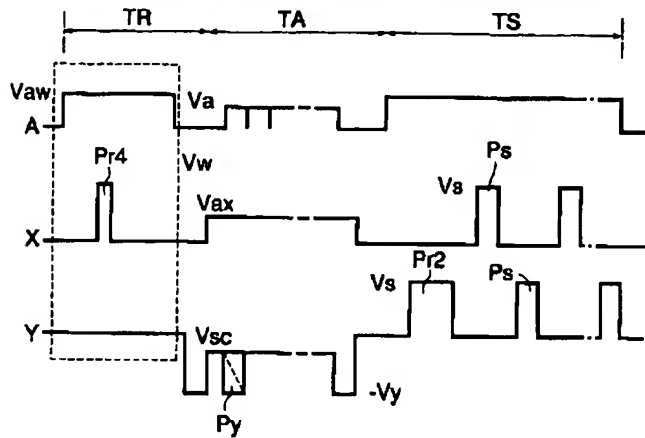 TR TA TS
Vaw Va
A
Pr4 Vw Vs Ps
Vax
X
Vs Pr2 Ps
Y Vsc
-Vy
Py